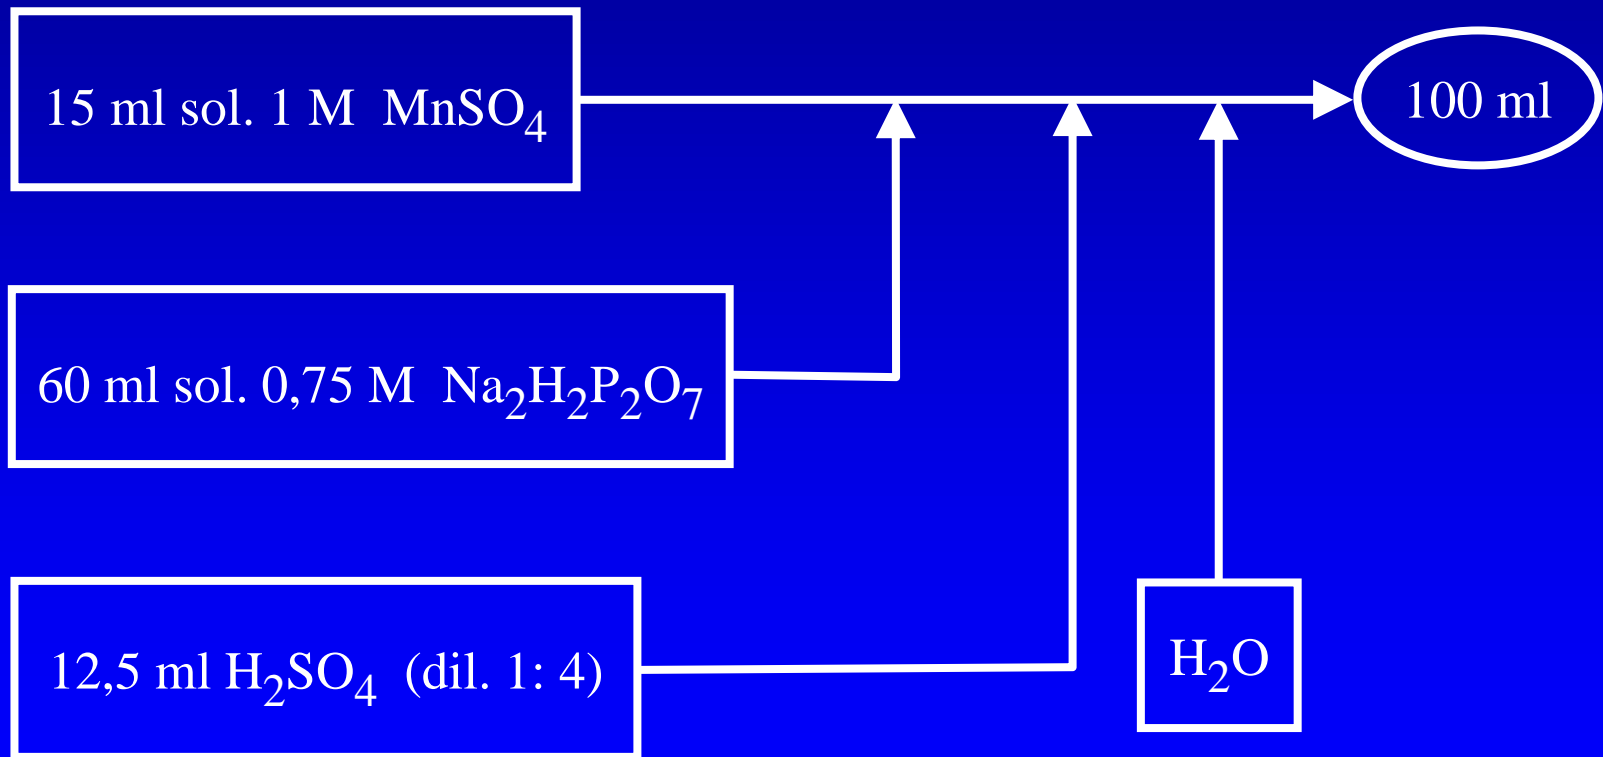 15 ml sol. 1 M  MnSO₄
100 ml
60 ml sol. 0,75 M  Na₂H₂P₂O₇
12,5 ml H₂SO₄  (dil. 1: 4)
H₂O